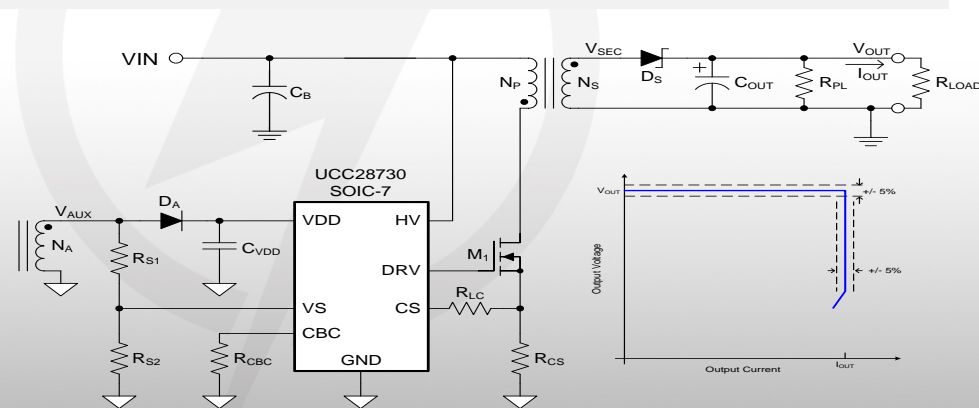 VIN
CB
NP
NS
VSEC
DS
+
COUT
RPL
VOUT
IOUT
RLOAD
UCC28730
SOIC-7
VAUX
NA
DA
RS1
CVDD
RS2
RCBC
VDD
HV
DRV
VS
CS
CBC
GND
M1
RLC
RCS
VOUT
+/- 5%
+/- 5%
Output Voltage
Output Current
IOUT